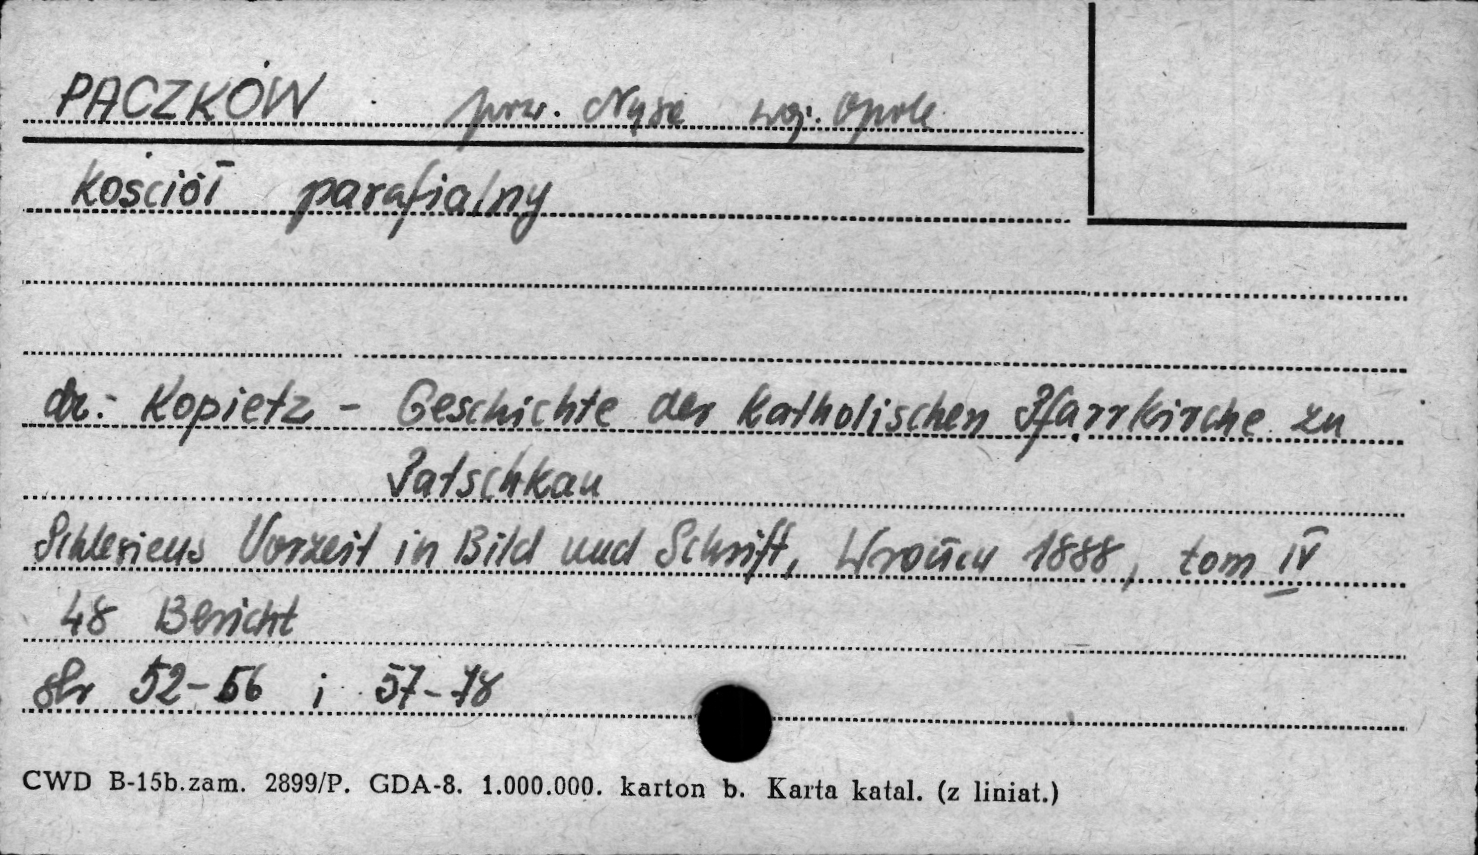 PACZKÓW pow. Nysa woj. Opole
kościół parafialny
dr. Kopietz - Geschichte der Katholischen Pfarrkirche zu
Patschkau
Schlesiens Vorzeit in Bild und Schrift, Wrocław 1888, tom IV
48 Bericht
str 52-56 i 57-78
CWD B-15b.zam. 2899/P. GDA-8. 1.000.000. karton b. Karta katal. (z liniat.)